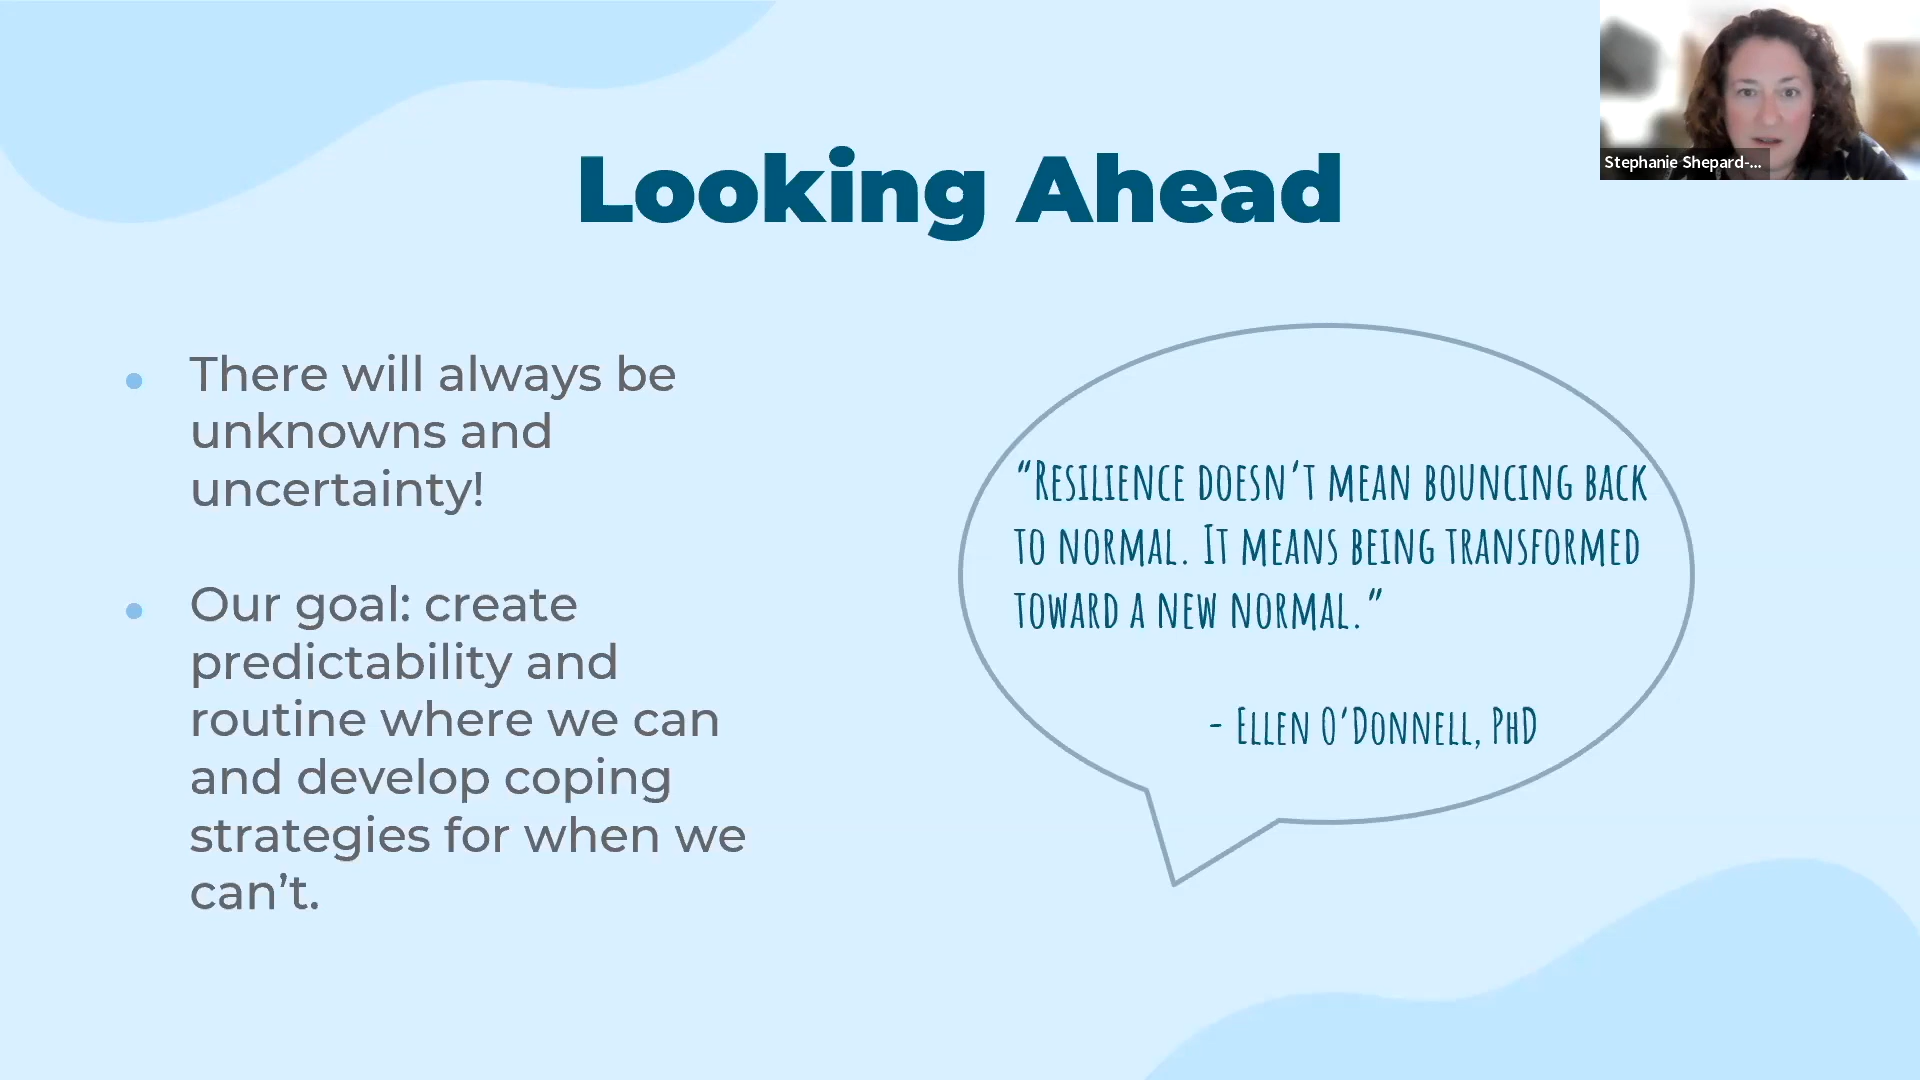 Stephanie Shepard-...
Looking Ahead
There will always be
unknowns and
uncertainty!
Our goal: create
predictability and
routine where we can
and develop coping
strategies for when we
can’t.
“Resilience doesn’t mean bouncing back
to normal. It means being transformed
toward a new normal.”
- Ellen O’Donnell, PhD